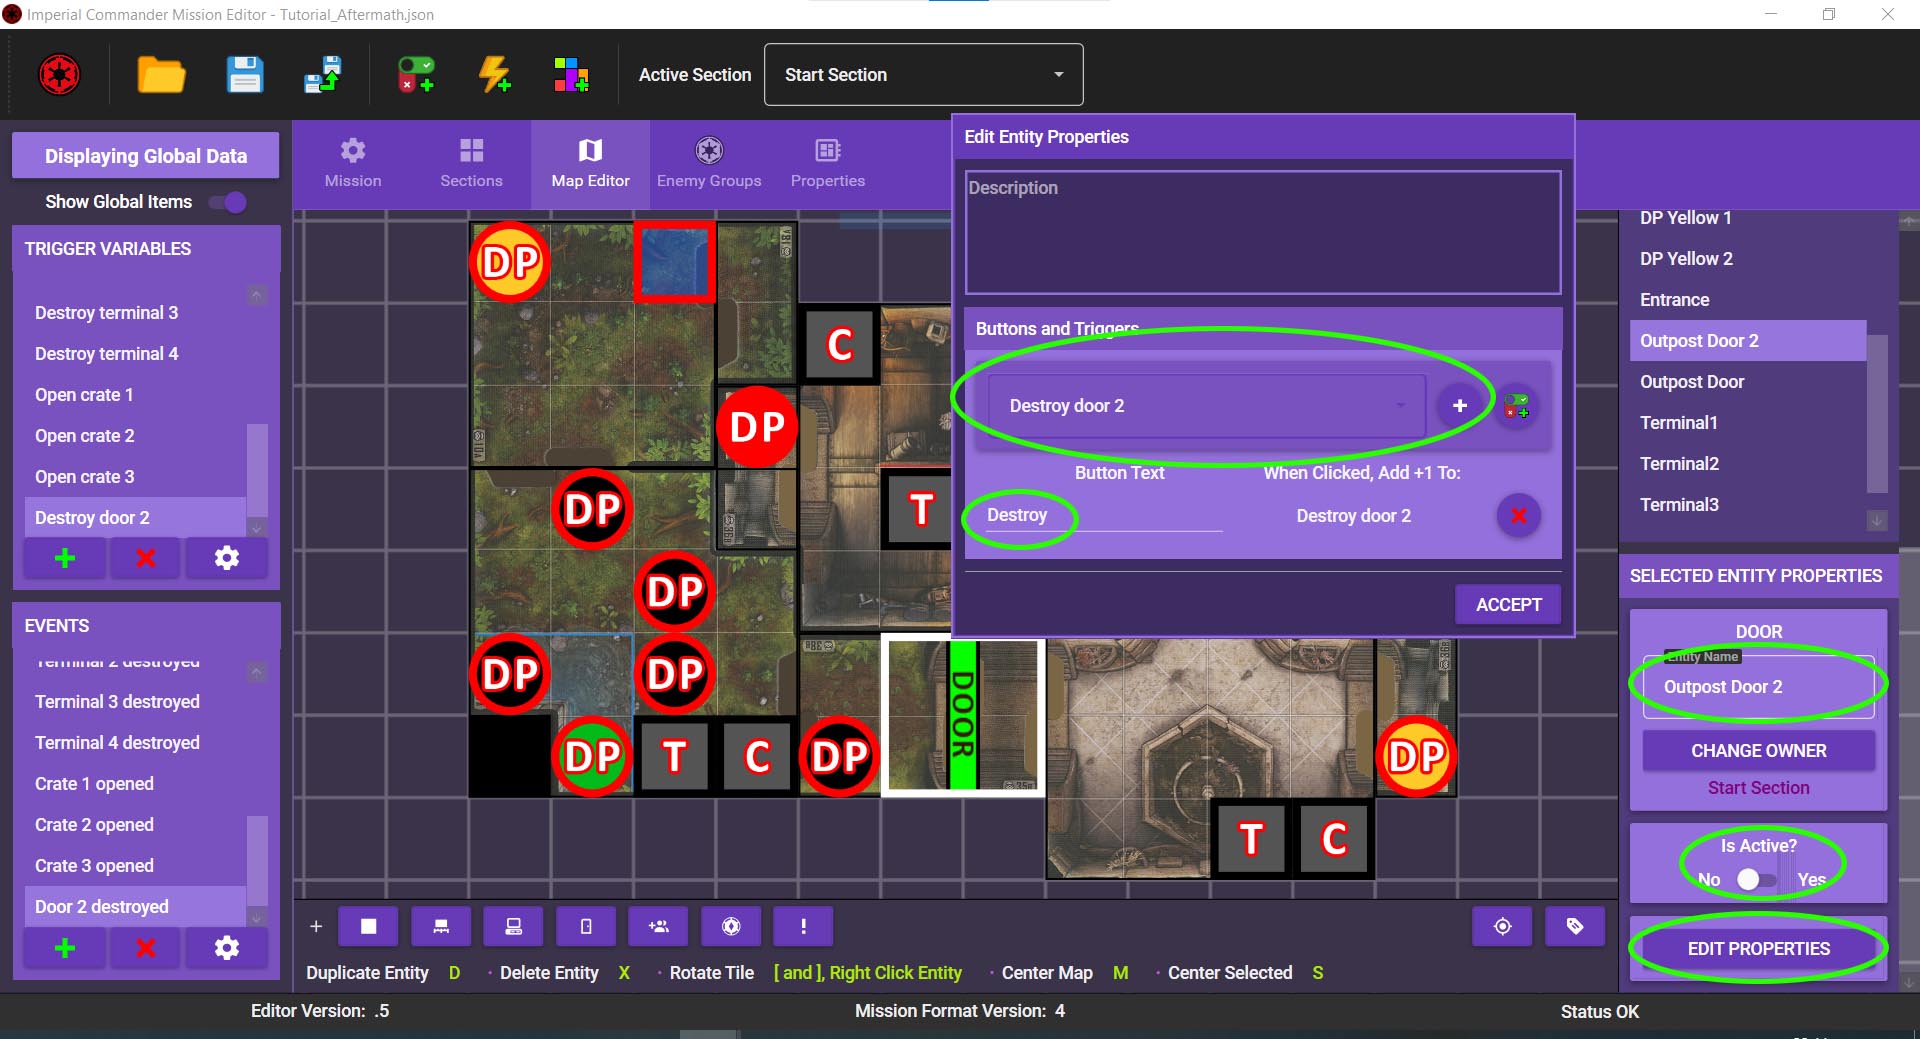 Imperial Commander Mission Editor - Tutorial_Aftermath.json
Active Section
Start Section
Displaying Global Data
Show Global Items
TRIGGER VARIABLES
Destroy terminal 3
Destroy terminal 4
Open crate 1
Open crate 2
Open crate 3
Destroy door 2
EVENTS
Terminal 2 destroyed
Terminal 3 destroyed
Terminal 4 destroyed
Crate 1 opened
Crate 2 opened
Crate 3 opened
Door 2 destroyed
Mission
Sections
Map Editor
Enemy Groups
Properties
DP
C
DP
DP
T
DP
DP
DP
DOOR
DP
T
C
DP
DP
T
C
Edit Entity Properties
Description
Buttons and Triggers
Destroy door 2
Button Text
When Clicked, Add +1 To:
Destroy
Destroy door 2
ACCEPT
DP Yellow 1
DP Yellow 2
Entrance
Outpost Door 2
Outpost Door
Terminal1
Terminal2
Terminal3
SELECTED ENTITY PROPERTIES
DOOR
Entity Name
Outpost Door 2
CHANGE OWNER
Start Section
Is Active?
No Yes
EDIT PROPERTIES
Duplicate Entity D · Delete Entity X · Rotate Tile [ and ], Right Click Entity · Center Map M · Center Selected S
Editor Version: .5
Mission Format Version: 4
Status OK